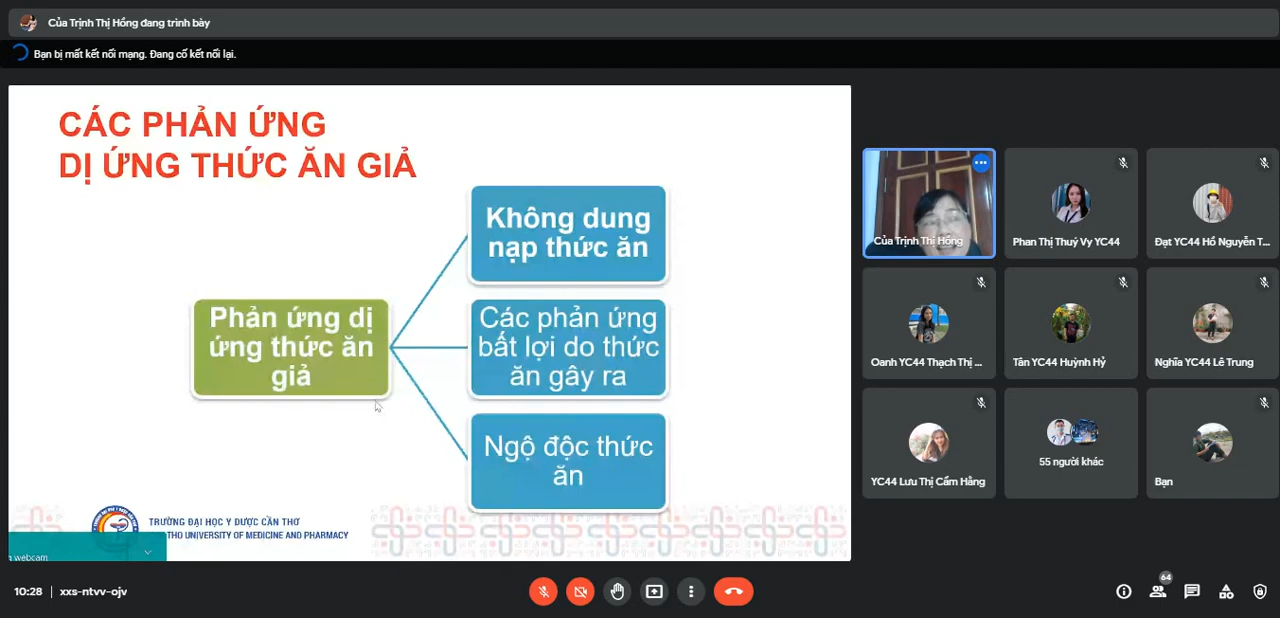 Của Trịnh Thị Hồng đang trình bày
Bạn bị mất kết nối mạng. Đang cố kết nối lại.
CÁC PHẢN ỨNG
DỊ ỨNG THỨC ĂN GIẢ
Không dung
nạp thức ăn
Phản ứng dị
ứng thức ăn
giả
Các phản ứng
bất lợi do thức
ăn gây ra
Ngộ độc thức
ăn
TRƯỜNG ĐẠI HỌC Y DƯỢC CẦN THƠ
THO UNIVERSITY OF MEDICINE AND PHARMACY
webcam
Của Trịnh Thị Hồng
Phan Thị Thuý Vy YC44
Đạt YC44 Hồ Nguyễn T...
Oanh YC44 Thạch Thị ...
Tân YC44 Huỳnh Hỷ
Nghĩa YC44 Lê Trung
YC44 Lưu Thị Cẩm Hằng
55 người khác
Bạn
10:28 | xxs-ntvv-ojv
64